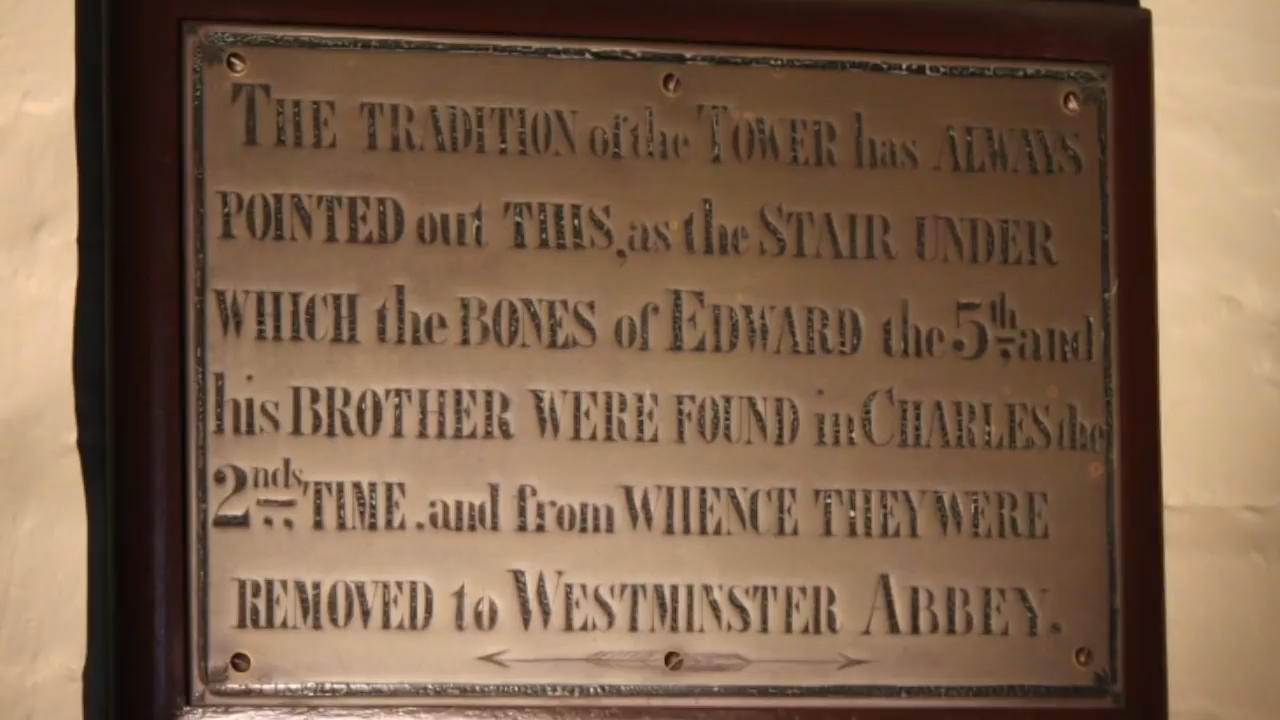 THE TRADITION of the TOWER has ALWAYS
POINTED out THIS, as the STAIR UNDER
WHICH the BONES of EDWARD the 5th and
his BROTHER WERE FOUND in CHARLES the
2nds TIME. and from WHENCE THEY WERE
REMOVED to WESTMINSTER ABBEY.